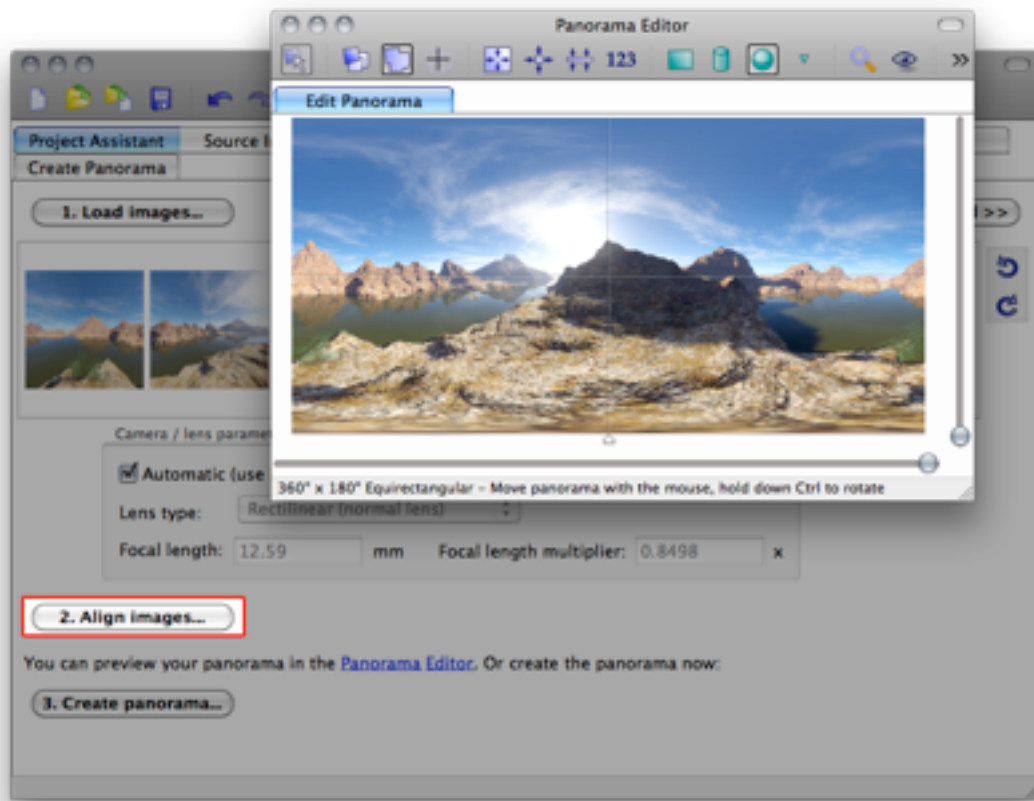 Panorama Editor
123
Edit Panorama
Project Assistant
Source
Create Panorama
1. Load images...
>>
Camera / lens
Automatic (use
360° x 180° Equirectangular – Move panorama with the mouse, hold down Ctrl to rotate
Lens type:
Rectilinear (normal lens)
Focal length:
12.59
mm
Focal length multiplier:
0.8498
x
2. Align images...
You can preview your panorama in the Panorama Editor. Or create the panorama now:
3. Create panorama...